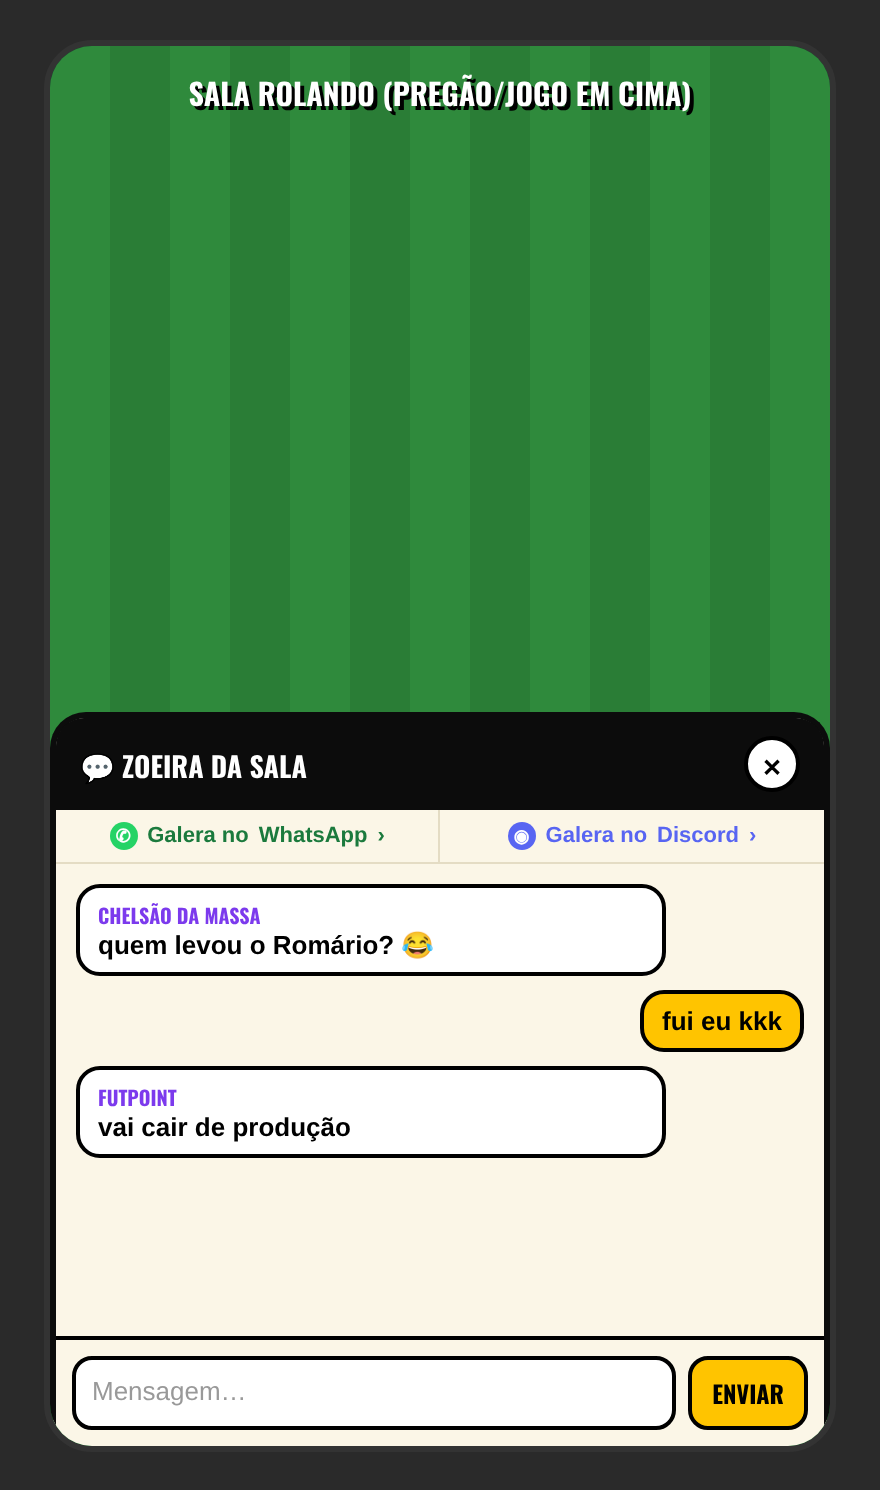 SALA ROLANDO (PREGÃO/JOGO EM CIMA)
💬 ZOEIRA DA SALA
×
Galera no WhatsApp ›
Galera no Discord ›
CHELSÃO DA MASSA
quem levou o Romário? 😂
fui eu kkk
FUTPOINT
vai cair de produção
Mensagem…
ENVIAR